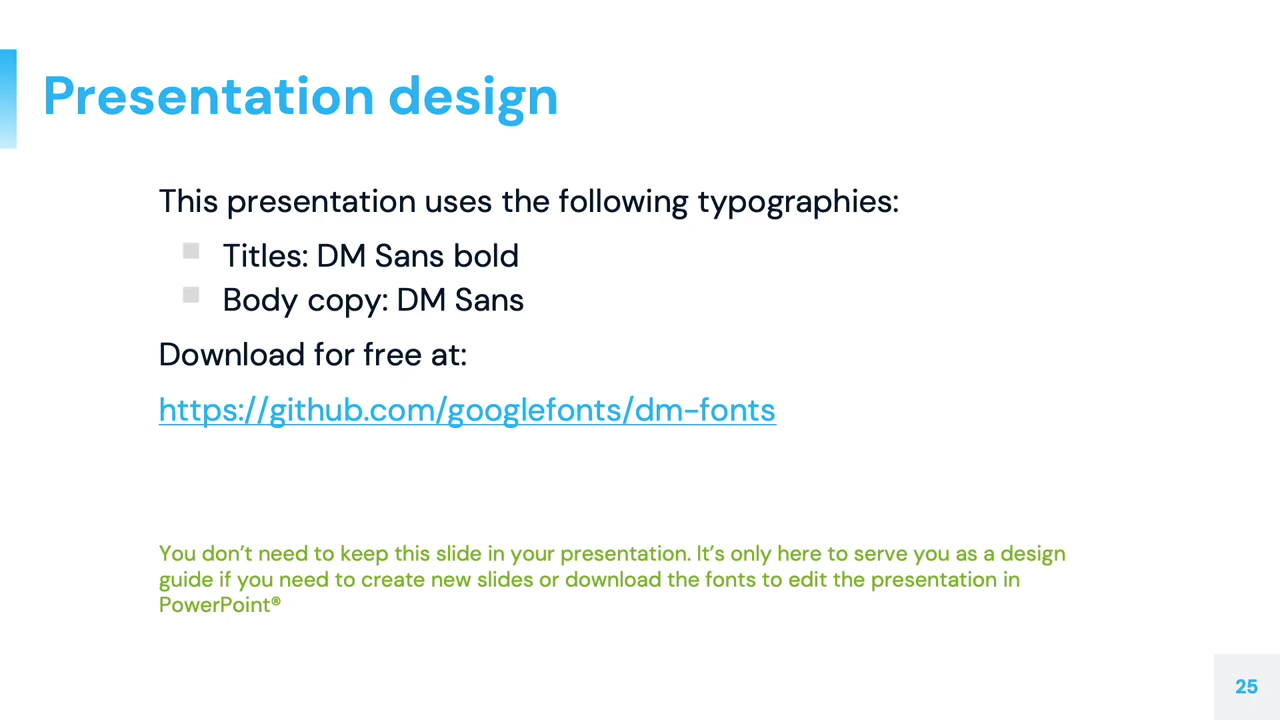 Presentation design
This presentation uses the following typographies:
Titles: DM Sans bold
Body copy: DM Sans
Download for free at:
https://github.com/googlefonts/dm-fonts
You don’t need to keep this slide in your presentation. It’s only here to serve you as a design
guide if you need to create new slides or download the fonts to edit the presentation in
PowerPoint®
25